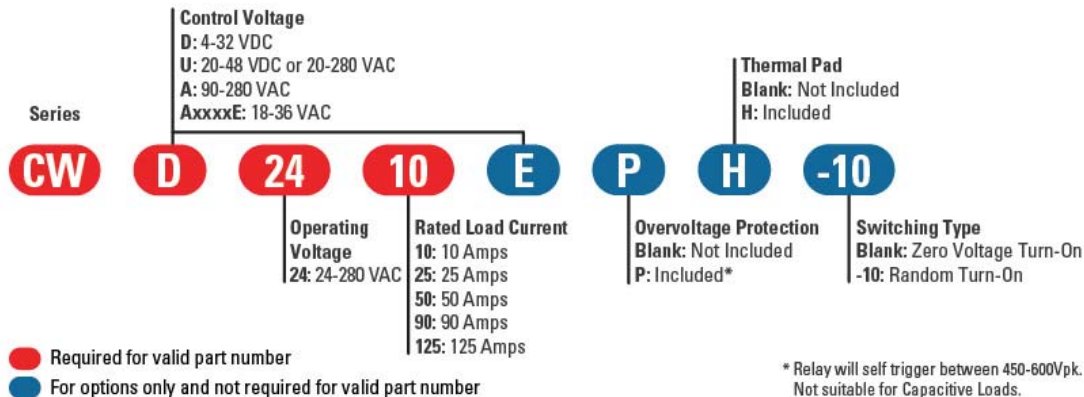 Control Voltage
D: 4-32 VDC
U: 20-48 VDC or 20-280 VAC
A: 90-280 VAC
AxxxxE: 18-36 VAC
Thermal Pad
Blank: Not Included
H: Included
Series
CW D 24 10 E P H -10
Operating
Voltage
24: 24-280 VAC
Rated Load Current
10: 10 Amps
25: 25 Amps
50: 50 Amps
90: 90 Amps
125: 125 Amps
Overvoltage Protection
Blank: Not Included
P: Included*
Switching Type
Blank: Zero Voltage Turn-On
-10: Random Turn-On
Required for valid part number
For options only and not required for valid part number
* Relay will self trigger between 450-600Vpk.
Not suitable for Capacitive Loads.